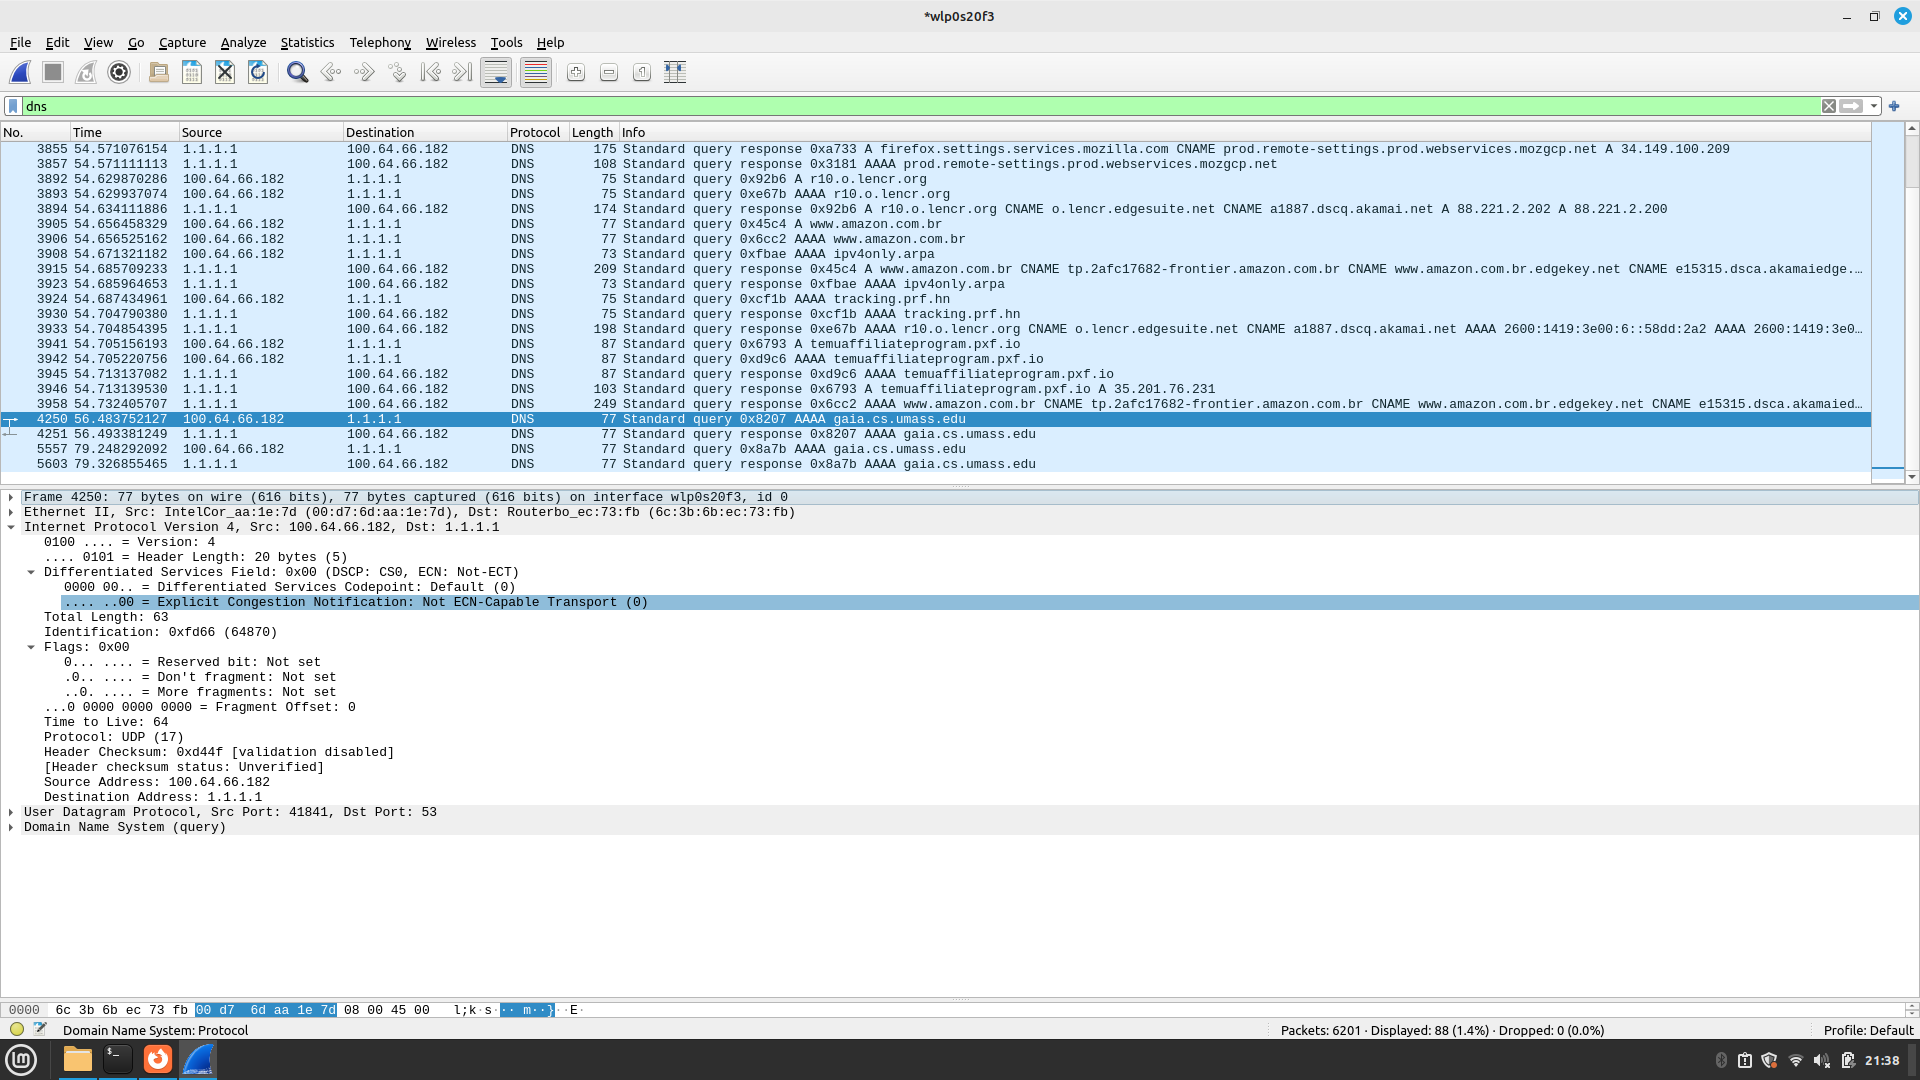 *wlp0s20f3
File Edit View Go Capture Analyze Statistics Telephony Wireless Tools Help
dns
No. Time Source Destination Protocol Length Info
3855 54.571076154 1.1.1.1 100.64.66.182 DNS 175 Standard query response 0xa733 A firefox.settings.services.mozilla.com CNAME prod.remote-settings.prod.webservices.mozgcp.net A 34.149.100.209
3857 54.571111113 1.1.1.1 100.64.66.182 DNS 108 Standard query response 0x3181 AAAA prod.remote-settings.prod.webservices.mozgcp.net
3892 54.629870286 100.64.66.182 1.1.1.1 DNS 75 Standard query 0x92b6 A r10.o.lencr.org
3893 54.629937074 100.64.66.182 1.1.1.1 DNS 75 Standard query 0xe67b AAAA r10.o.lencr.org
3894 54.634111886 1.1.1.1 100.64.66.182 DNS 174 Standard query response 0x92b6 A r10.o.lencr.org CNAME o.lencr.edgesuite.net CNAME a1887.dscq.akamai.net A 88.221.2.202 A 88.221.2.200
3905 54.656458329 100.64.66.182 1.1.1.1 DNS 77 Standard query 0x45c4 A www.amazon.com.br
3906 54.656525162 100.64.66.182 1.1.1.1 DNS 77 Standard query 0x6cc2 AAAA www.amazon.com.br
3908 54.671321182 100.64.66.182 1.1.1.1 DNS 73 Standard query 0xfbae AAAA ipv4only.arpa
3915 54.685709233 1.1.1.1 100.64.66.182 DNS 209 Standard query response 0x45c4 A www.amazon.com.br CNAME tp.2afc17682-frontier.amazon.com.br CNAME www.amazon.com.br.edgekey.net CNAME e15315.dsca.akamaiedge.…
3923 54.685964653 1.1.1.1 100.64.66.182 DNS 73 Standard query response 0xfbae AAAA ipv4only.arpa
3924 54.687434961 100.64.66.182 1.1.1.1 DNS 75 Standard query 0xcf1b AAAA tracking.prf.hn
3930 54.704790380 1.1.1.1 100.64.66.182 DNS 75 Standard query response 0xcf1b AAAA tracking.prf.hn
3933 54.704854395 1.1.1.1 100.64.66.182 DNS 198 Standard query response 0xe67b AAAA r10.o.lencr.org CNAME o.lencr.edgesuite.net CNAME a1887.dscq.akamai.net AAAA 2600:1419:3e00:6::58dd:2a2 AAAA 2600:1419:3e0…
3941 54.705156193 100.64.66.182 1.1.1.1 DNS 87 Standard query 0x6793 A temuaffiliateprogram.pxf.io
3942 54.705220756 100.64.66.182 1.1.1.1 DNS 87 Standard query 0xd9c6 AAAA temuaffiliateprogram.pxf.io
3945 54.713137082 1.1.1.1 100.64.66.182 DNS 87 Standard query response 0xd9c6 AAAA temuaffiliateprogram.pxf.io
3946 54.713139530 1.1.1.1 100.64.66.182 DNS 103 Standard query response 0x6793 A temuaffiliateprogram.pxf.io A 35.201.76.231
3958 54.732405707 1.1.1.1 100.64.66.182 DNS 249 Standard query response 0x6cc2 AAAA www.amazon.com.br CNAME tp.2afc17682-frontier.amazon.com.br CNAME www.amazon.com.br.edgekey.net CNAME e15315.dsca.akamaied…
4250 56.483752127 100.64.66.182 1.1.1.1 DNS 77 Standard query 0x8207 AAAA gaia.cs.umass.edu
4251 56.493381249 1.1.1.1 100.64.66.182 DNS 77 Standard query response 0x8207 AAAA gaia.cs.umass.edu
5557 79.248292092 100.64.66.182 1.1.1.1 DNS 77 Standard query 0x8a7b AAAA gaia.cs.umass.edu
5603 79.326855465 1.1.1.1 100.64.66.182 DNS 77 Standard query response 0x8a7b AAAA gaia.cs.umass.edu
Frame 4250: 77 bytes on wire (616 bits), 77 bytes captured (616 bits) on interface wlp0s20f3, id 0
Ethernet II, Src: IntelCor_aa:1e:7d (00:d7:6d:aa:1e:7d), Dst: Routerbo_ec:73:fb (6c:3b:6b:ec:73:fb)
Internet Protocol Version 4, Src: 100.64.66.182, Dst: 1.1.1.1
0100 .... = Version: 4
.... 0101 = Header Length: 20 bytes (5)
Differentiated Services Field: 0x00 (DSCP: CS0, ECN: Not-ECT)
0000 00.. = Differentiated Services Codepoint: Default (0)
.... ..00 = Explicit Congestion Notification: Not ECN-Capable Transport (0)
Total Length: 63
Identification: 0xfd66 (64870)
Flags: 0x00
0... .... = Reserved bit: Not set
.0.. .... = Don't fragment: Not set
..0. .... = More fragments: Not set
...0 0000 0000 0000 = Fragment Offset: 0
Time to Live: 64
Protocol: UDP (17)
Header Checksum: 0xd44f [validation disabled]
[Header checksum status: Unverified]
Source Address: 100.64.66.182
Destination Address: 1.1.1.1
User Datagram Protocol, Src Port: 41841, Dst Port: 53
Domain Name System (query)
0000 6c 3b 6b ec 73 fb 00 d7 6d aa 1e 7d 08 00 45 00 l;k·s··· m··}··E·
Domain Name System: Protocol Packets: 6201 · Displayed: 88 (1.4%) · Dropped: 0 (0.0%) Profile: Default
21:38